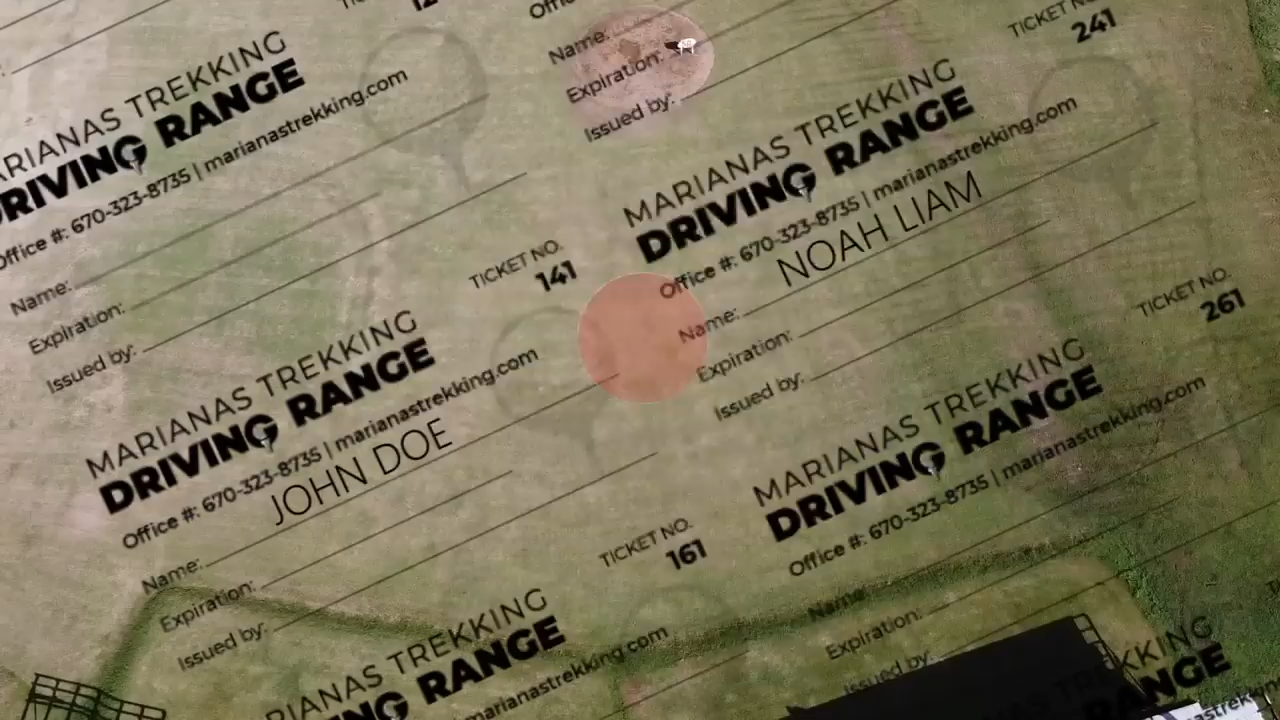 Name:
Expiration:
Issued by:
TICKET NO.
241
MARIANAS TREKKING
DRIVING RANGE
Office #: 670-323-8735 | marianastrekking.com
Name:
Expiration:
Issued by:
MARIANAS TREKKING
DRIVING RANGE
Office #: 670-323-8735 | marianastrekking.com
NOAH LIAM
Name:
Expiration:
Issued by:
TICKET NO.
141
MARIANAS TREKKING
DRIVING RANGE
Office #: 670-323-8735 | marianastrekking.com
JOHN DOE
Name:
Expiration:
Issued by:
TICKET NO.
261
MARIANAS TREKKING
DRIVING RANGE
Office #: 670-323-8735 | marianastrekking.com
Name:
Expiration:
Issued by:
TICKET NO.
161
TREKKING
RANGE
marianastrekking.com
RANGE